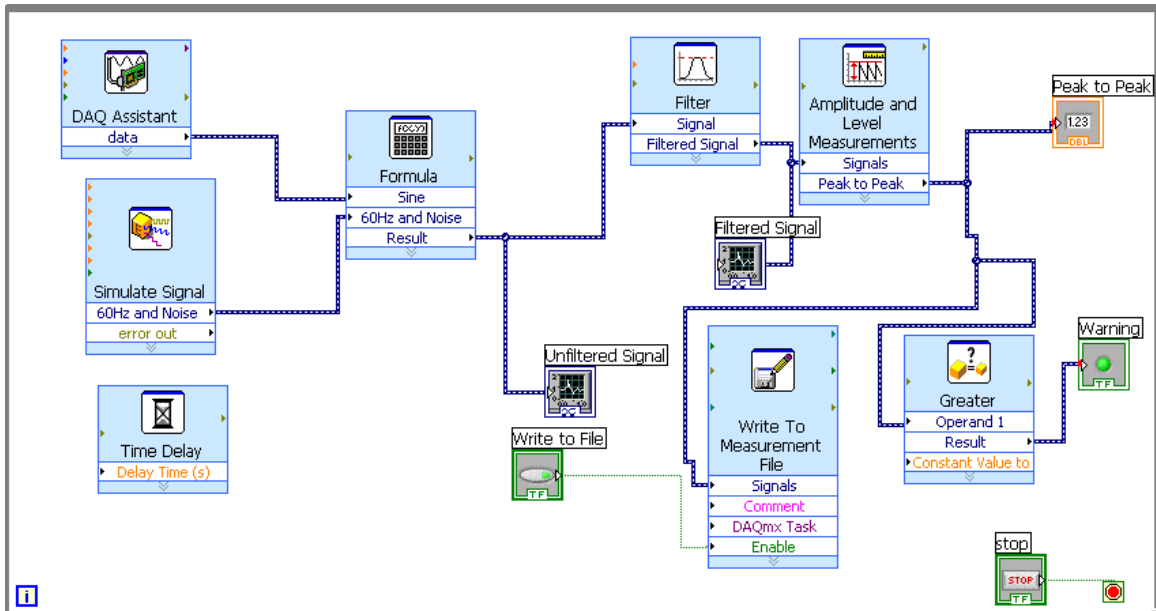 DAQ Assistant
data
Simulate Signal
60Hz and Noise
error out
Time Delay
Delay Time (s)
f(x,y)
Formula
Sine
60Hz and Noise
Result
Unfiltered Signal
Write to File
TF
Filter
Signal
Filtered Signal
Filtered Signal
Amplitude and
Level
Measurements
Signals
Peak to Peak
Peak to Peak
1.23
DBL
Write To
Measurement
File
Signals
Comment
DAQmx Task
Enable
?
=
Greater
Operand 1
Result
Constant Value to
Warning
TF
stop
STOP
TF
i